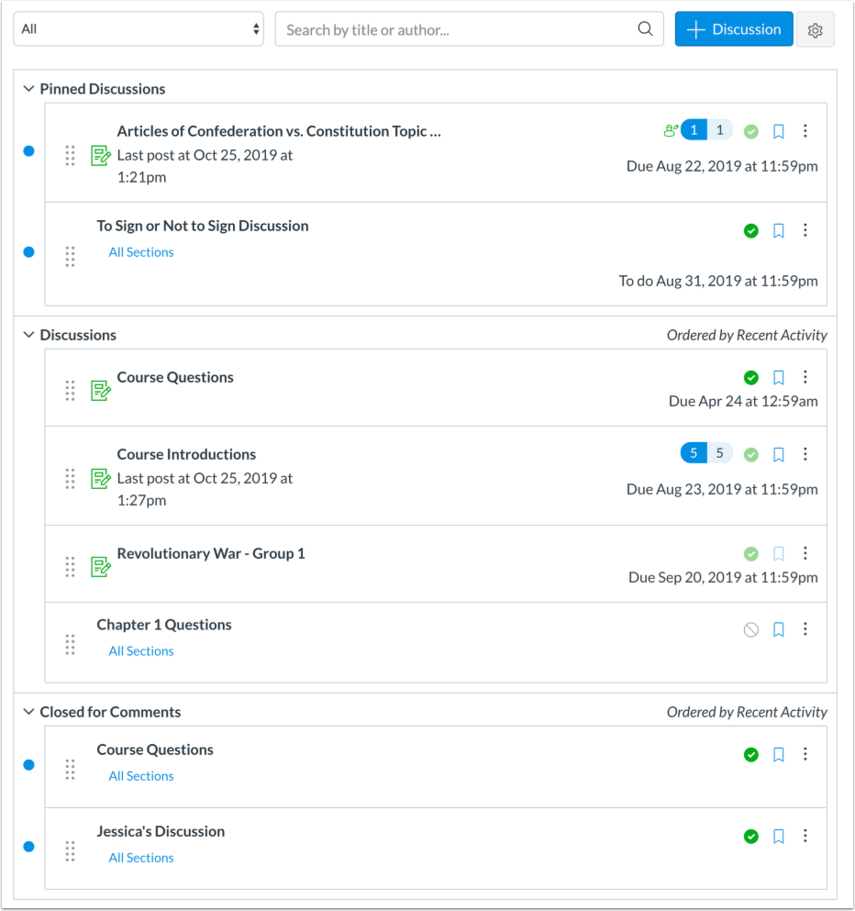 All
Search by title or author...
Discussion
Pinned Discussions
Articles of Confederation vs. Constitution Topic ...
1 1
Last post at Oct 25, 2019 at
1:21pm
Due Aug 22, 2019 at 11:59pm
To Sign or Not to Sign Discussion
All Sections
To do Aug 31, 2019 at 11:59pm
Discussions
Ordered by Recent Activity
Course Questions
Due Apr 24 at 12:59am
Course Introductions
5 5
Last post at Oct 25, 2019 at
1:27pm
Due Aug 23, 2019 at 11:59pm
Revolutionary War - Group 1
Due Sep 20, 2019 at 11:59pm
Chapter 1 Questions
All Sections
Closed for Comments
Ordered by Recent Activity
Course Questions
All Sections
Jessica's Discussion
All Sections